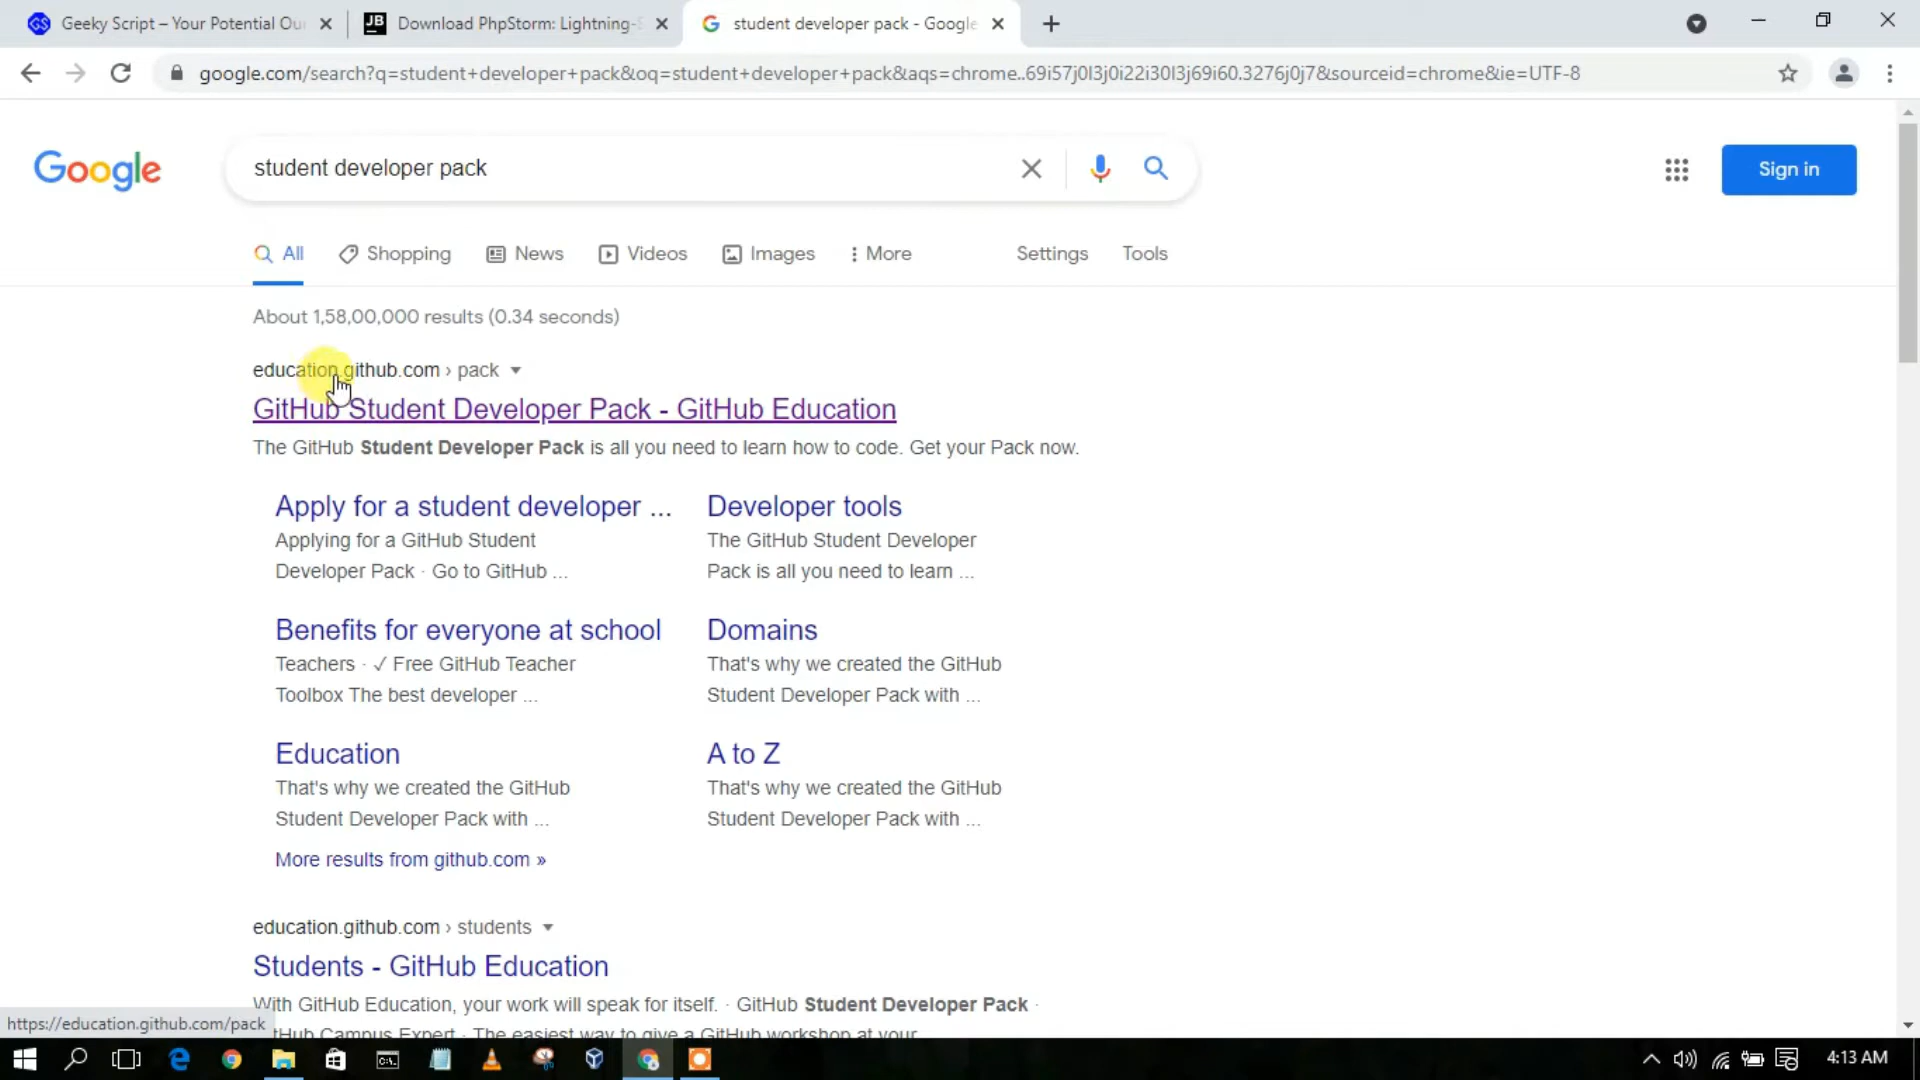 Geeky Script – Your Potential Ou
Download PhpStorm: Lightning-S
student developer pack - Google
google.com/search?q=student+developer+pack&oq=student+developer+pack&aqs=chrome..69i57j0l3j0i22i30l3j69i60.3276j0j7&sourceid=chrome&ie=UTF-8
Google
student developer pack
Sign in
All
Shopping
News
Videos
Images
More
Settings
Tools
About 1,58,00,000 results (0.34 seconds)
education.github.com › pack
GitHub Student Developer Pack - GitHub Education
The GitHub Student Developer Pack is all you need to learn how to code. Get your Pack now.
Apply for a student developer ...
Applying for a GitHub Student
Developer Pack · Go to GitHub ...
Developer tools
The GitHub Student Developer
Pack is all you need to learn ...
Benefits for everyone at school
Teachers · ✓ Free GitHub Teacher
Toolbox The best developer ...
Domains
That's why we created the GitHub
Student Developer Pack with ...
Education
That's why we created the GitHub
Student Developer Pack with ...
A to Z
That's why we created the GitHub
Student Developer Pack with ...
More results from github.com »
education.github.com › students
Students - GitHub Education
With GitHub Education, your work will speak for itself. · GitHub Student Developer Pack ·
tHub Campus Expert · The easiest way to give a GitHub workshop at your
https://education.github.com/pack
4:13 AM